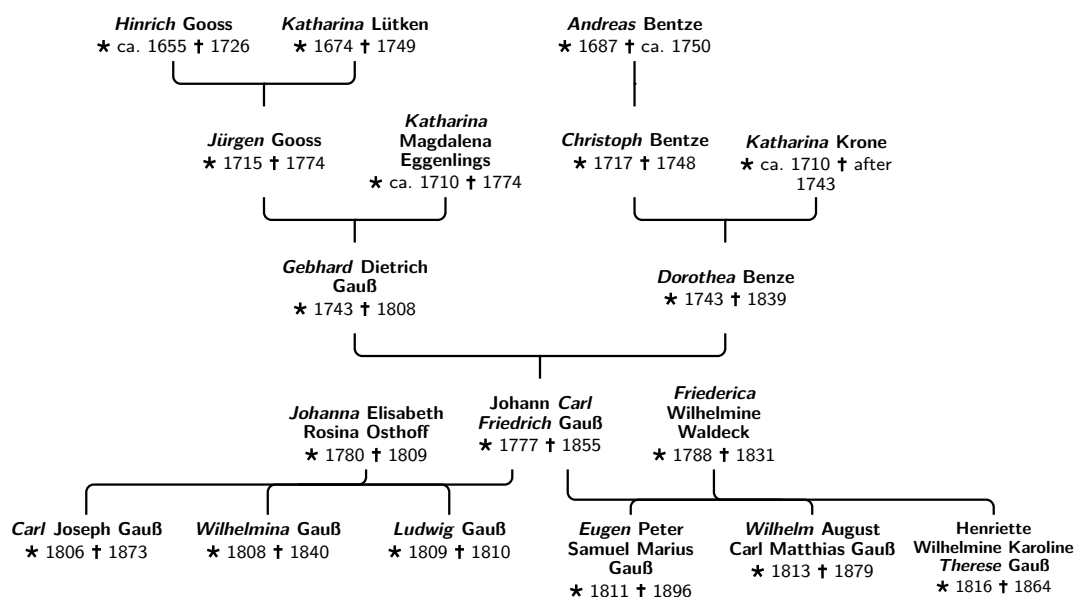 Hinrich Gooss
★ ca. 1655 † 1726
Katharina Lütken
★ 1674 † 1749
Andreas Bentze
★ 1687 † ca. 1750
Jürgen Gooss
★ 1715 † 1774
Katharina
Magdalena
Eggenlings
★ ca. 1710 † 1774
Christoph Bentze
★ 1717 † 1748
Katharina Krone
★ ca. 1710 † after
1743
Gebhard Dietrich
Gauß
★ 1743 † 1808
Dorothea Benze
★ 1743 † 1839
Johanna Elisabeth
Rosina Osthoff
★ 1780 † 1809
Johann Carl
Friedrich Gauß
★ 1777 † 1855
Friederica
Wilhelmine
Waldeck
★ 1788 † 1831
Carl Joseph Gauß
★ 1806 † 1873
Wilhelmina Gauß
★ 1808 † 1840
Ludwig Gauß
★ 1809 † 1810
Eugen Peter
Samuel Marius
Gauß
★ 1811 † 1896
Wilhelm August
Carl Matthias Gauß
★ 1813 † 1879
Henriette
Wilhelmine Karoline
Therese Gauß
★ 1816 † 1864